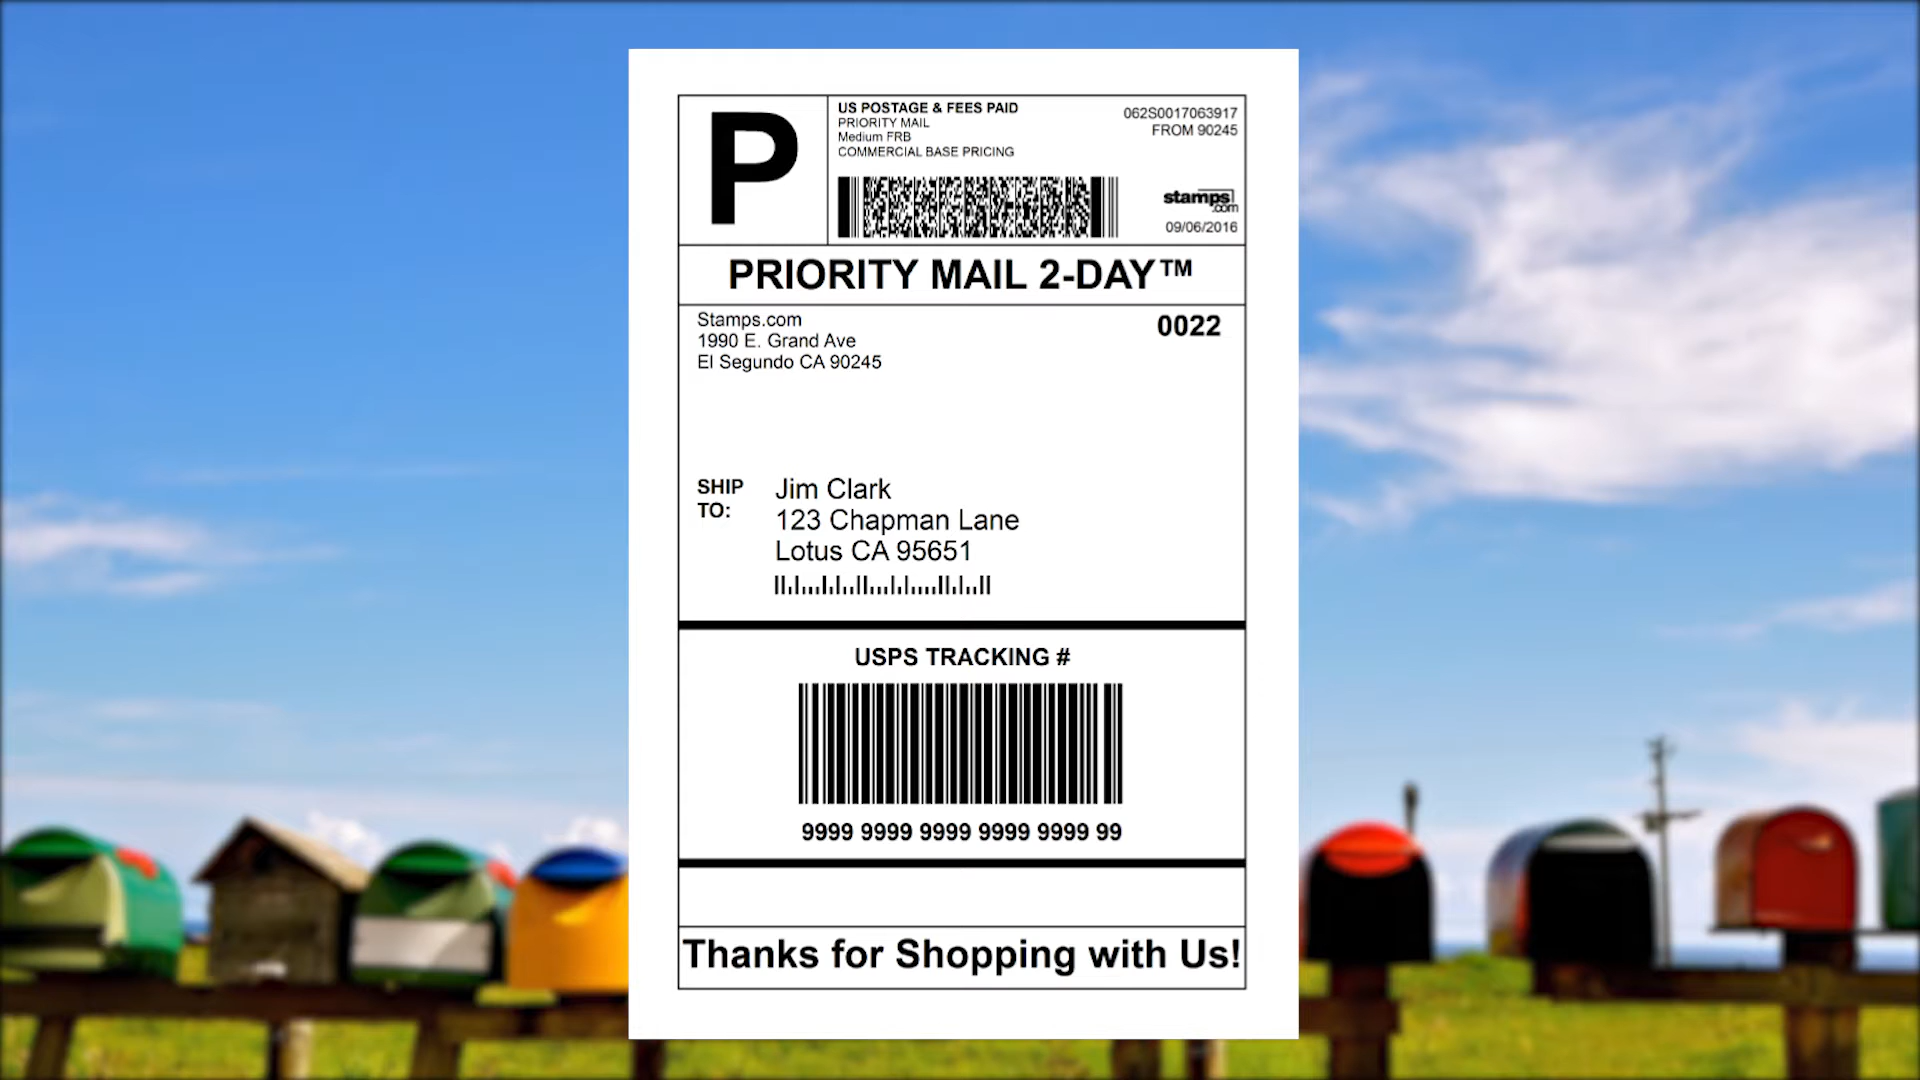 P
US POSTAGE & FEES PAID
PRIORITY MAIL
Medium FRB
COMMERCIAL BASE PRICING
062S0017063917
FROM 90245
stamps
.com
09/06/2016
PRIORITY MAIL 2-DAY™
Stamps.com
1990 E. Grand Ave
El Segundo CA 90245
0022
SHIP
TO:
Jim Clark
123 Chapman Lane
Lotus CA 95651
USPS TRACKING #
9999 9999 9999 9999 9999 99
Thanks for Shopping with Us!